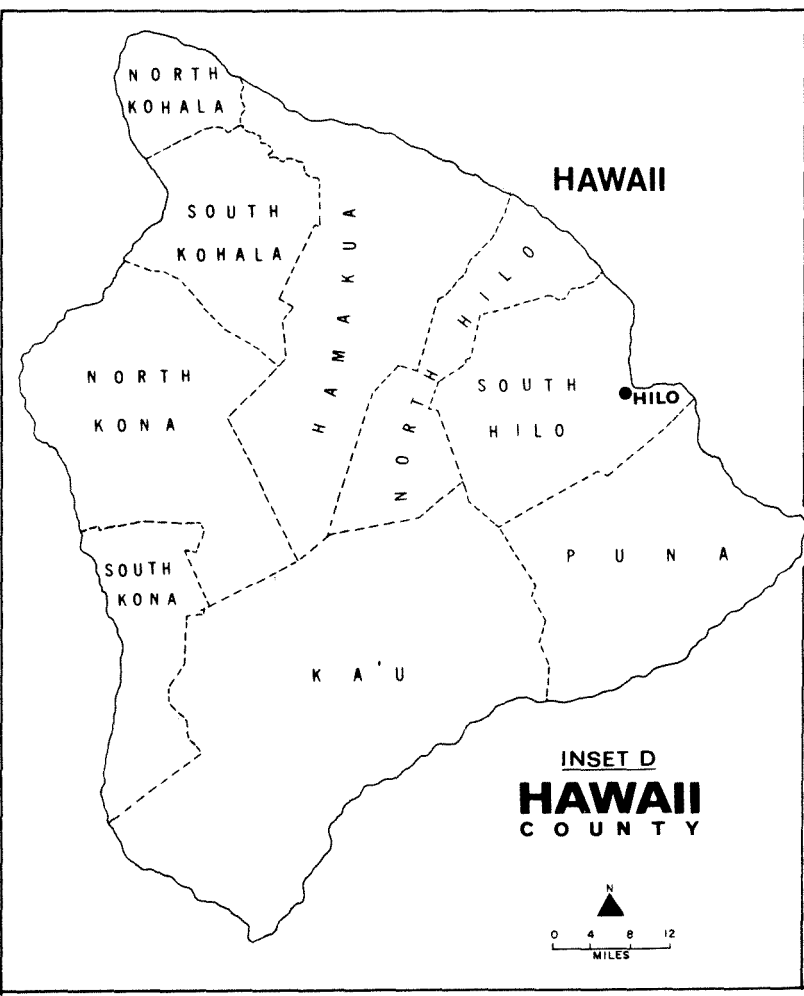 NORTH
KOHALA
HAWAII
SOUTH
KOHALA
HAMAKUA
NORTH HILO
NORTH
KONA
SOUTH
HILO
HILO
SOUTH
KONA
PUNA
KA'U
INSET D
HAWAII
COUNTY
N
0 4 8 12
MILES